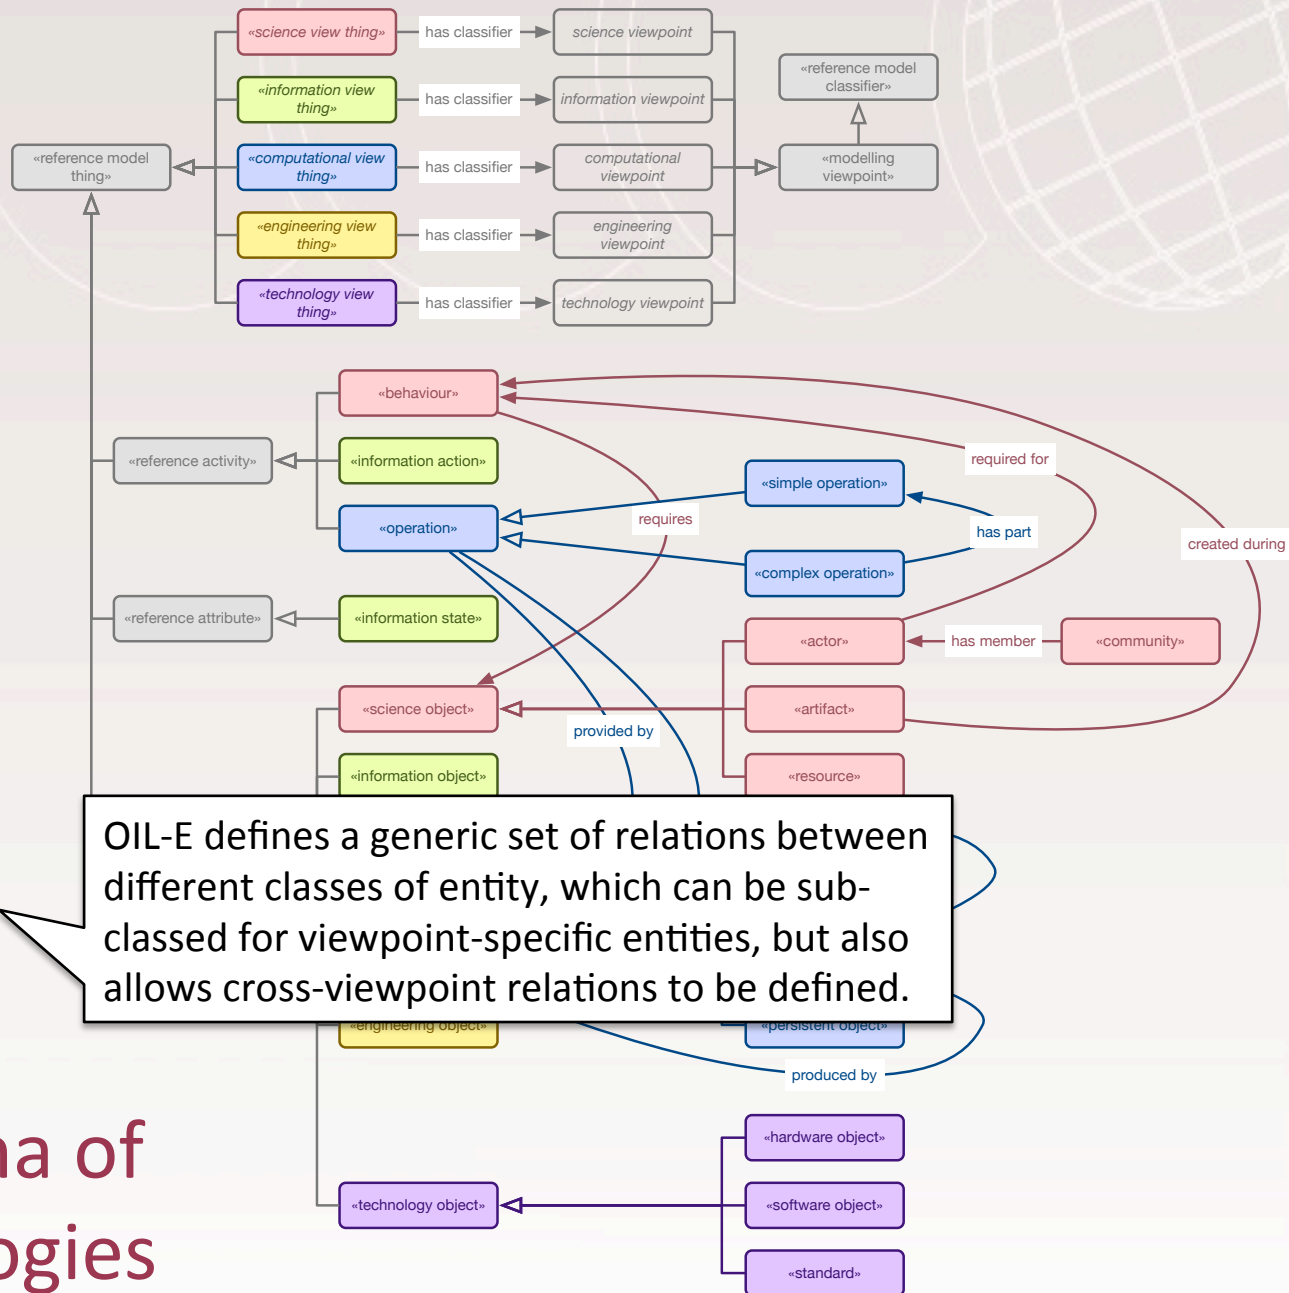 «science view thing»
has classifier
science viewpoint
«reference model
classifier»
«information view
thing»
has classifier
information viewpoint
«reference model
thing»
«computational view
thing»
has classifier
computational
viewpoint
«modelling
viewpoint»
«engineering view
thing»
has classifier
engineering
viewpoint
«technology view
thing»
has classifier
technology viewpoint
«behaviour»
«reference activity»
«information action»
required for
«simple operation»
«operation»
requires
has part
created during
«complex operation»
«reference attribute»
«information state»
«actor»
has member
«community»
«science object»
«artifact»
provided by
«information object»
«resource»
OIL-E defines a generic set of relations between
different classes of entity, which can be sub-
classed for viewpoint-specific entities, but also
allows cross-viewpoint relations to be defined.
«engineering object»
«persistent object»
produced by
«hardware object»
na of
«technology object»
«software object»
ogies
«standard»